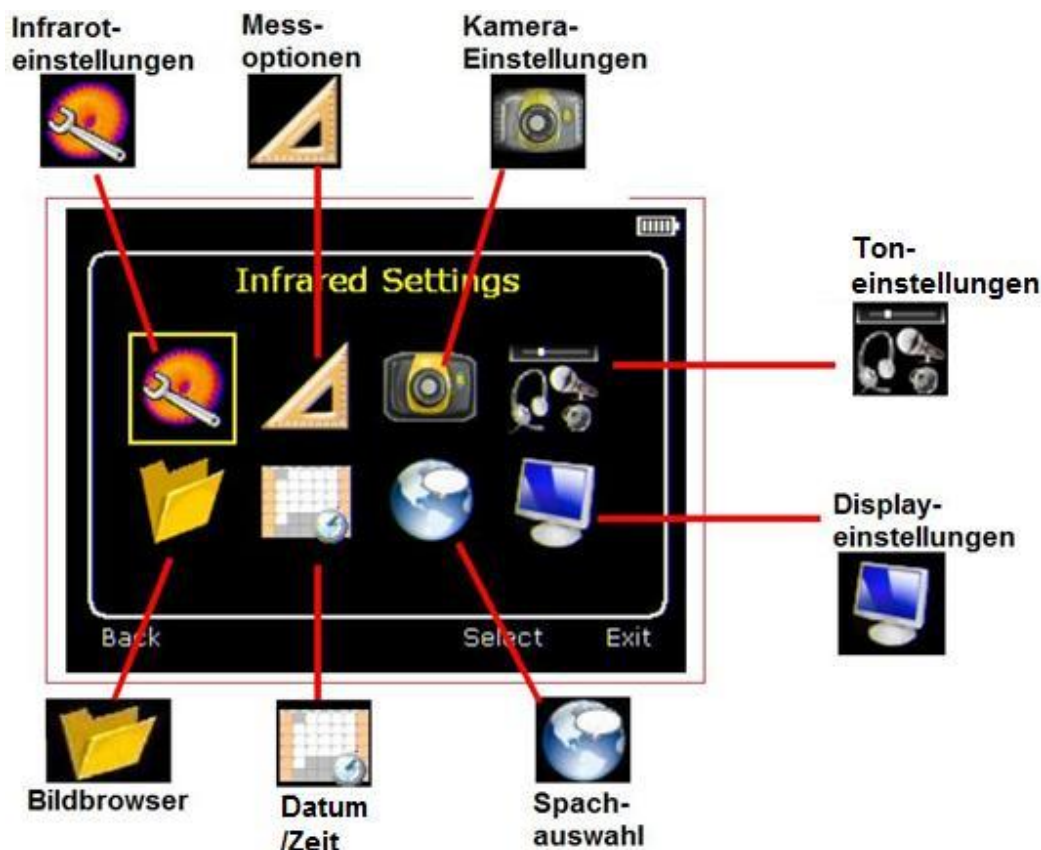 Infrarot-
einstellungen
Mess-
optionen
Kamera-
Einstellungen
Infrared Settings
Ton-
einstellungen
Display-
einstellungen
Back
Select
Exit
Bildbrowser
Datum
/Zeit
Spach-
auswahl